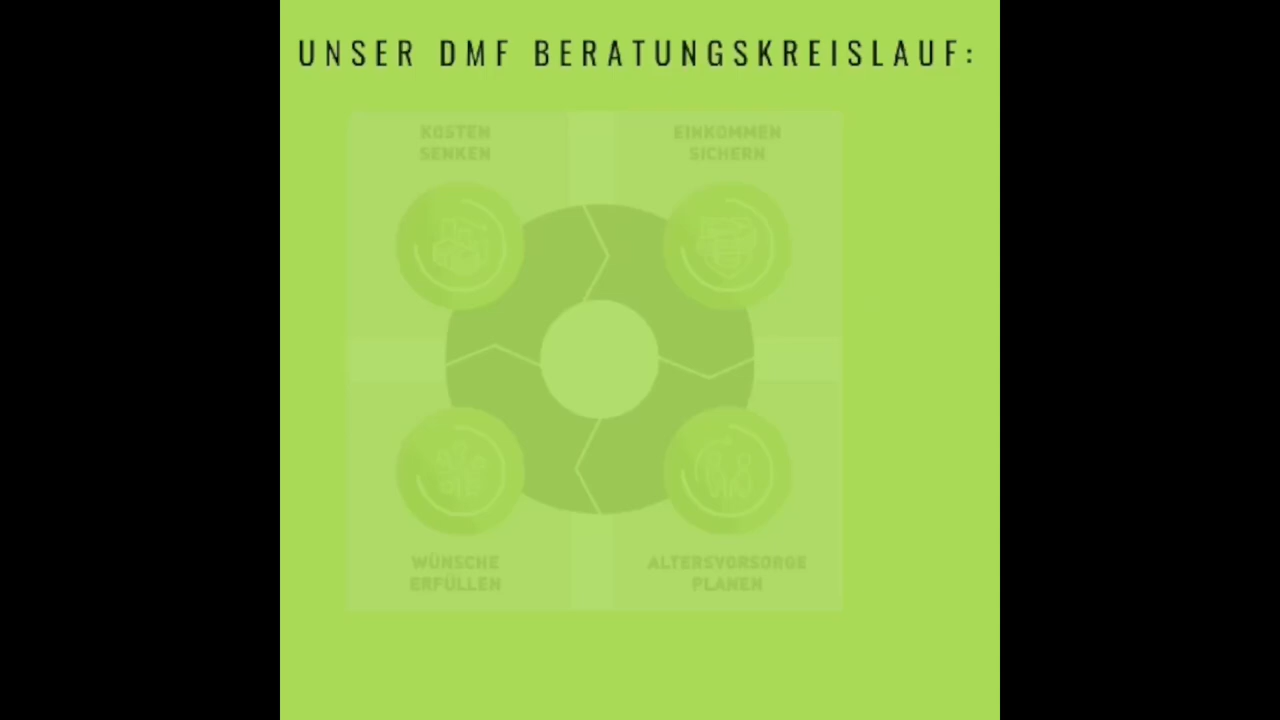 UNSER DMF BERATUNGSKREISLAUF:
KOSTEN
SENKEN
EINKOMMEN
SICHERN
WÜNSCHE
ERFÜLLEN
ALTERSVORSORGE
PLANEN